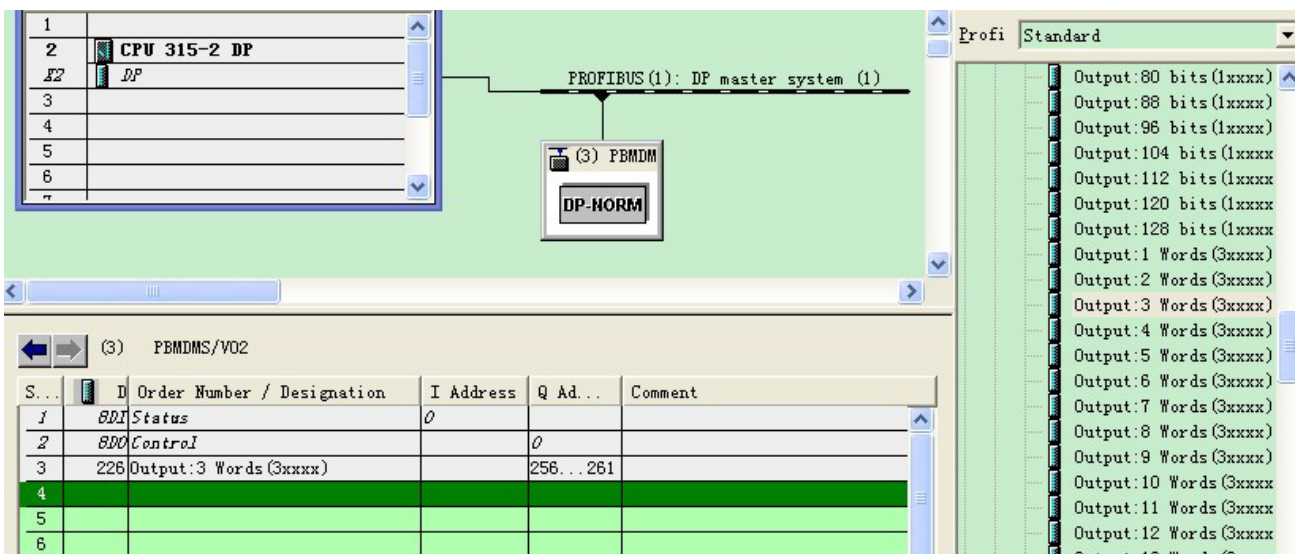 1
2 CPU 315-2 DP
X2 DP
3
4
5
6
7
PROFIBUS(1): DP master system (1)
(3) PBMDM
DP-NORM
Profi Standard
Output:80 bits(1xxxx)
Output:88 bits(1xxxx)
Output:96 bits(1xxxx)
Output:104 bits(1xxxx
Output:112 bits(1xxxx
Output:120 bits(1xxxx
Output:128 bits(1xxxx
Output:1 Words(3xxxx)
Output:2 Words(3xxxx)
Output:3 Words(3xxxx)
Output:4 Words(3xxxx)
Output:5 Words(3xxxx)
Output:6 Words(3xxxx)
Output:7 Words(3xxxx)
Output:8 Words(3xxxx)
Output:9 Words(3xxxx)
Output:10 Words(3xxxx
Output:11 Words(3xxxx
Output:12 Words(3xxxx
(3) PBMDMS/V02
S... D Order Number / Designation I Address Q Ad... Comment
1 8DI Status 0
2 8DO Control 0
3 226 Output:3 Words(3xxxx) 256...261
4
5
6